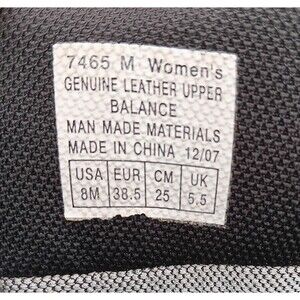 7465 M Women's
GENUINE LEATHER UPPER
BALANCE
MAN MADE MATERIALS
MADE IN CHINA 12/07
USA EUR CM UK
8M 38.5 25 5.5